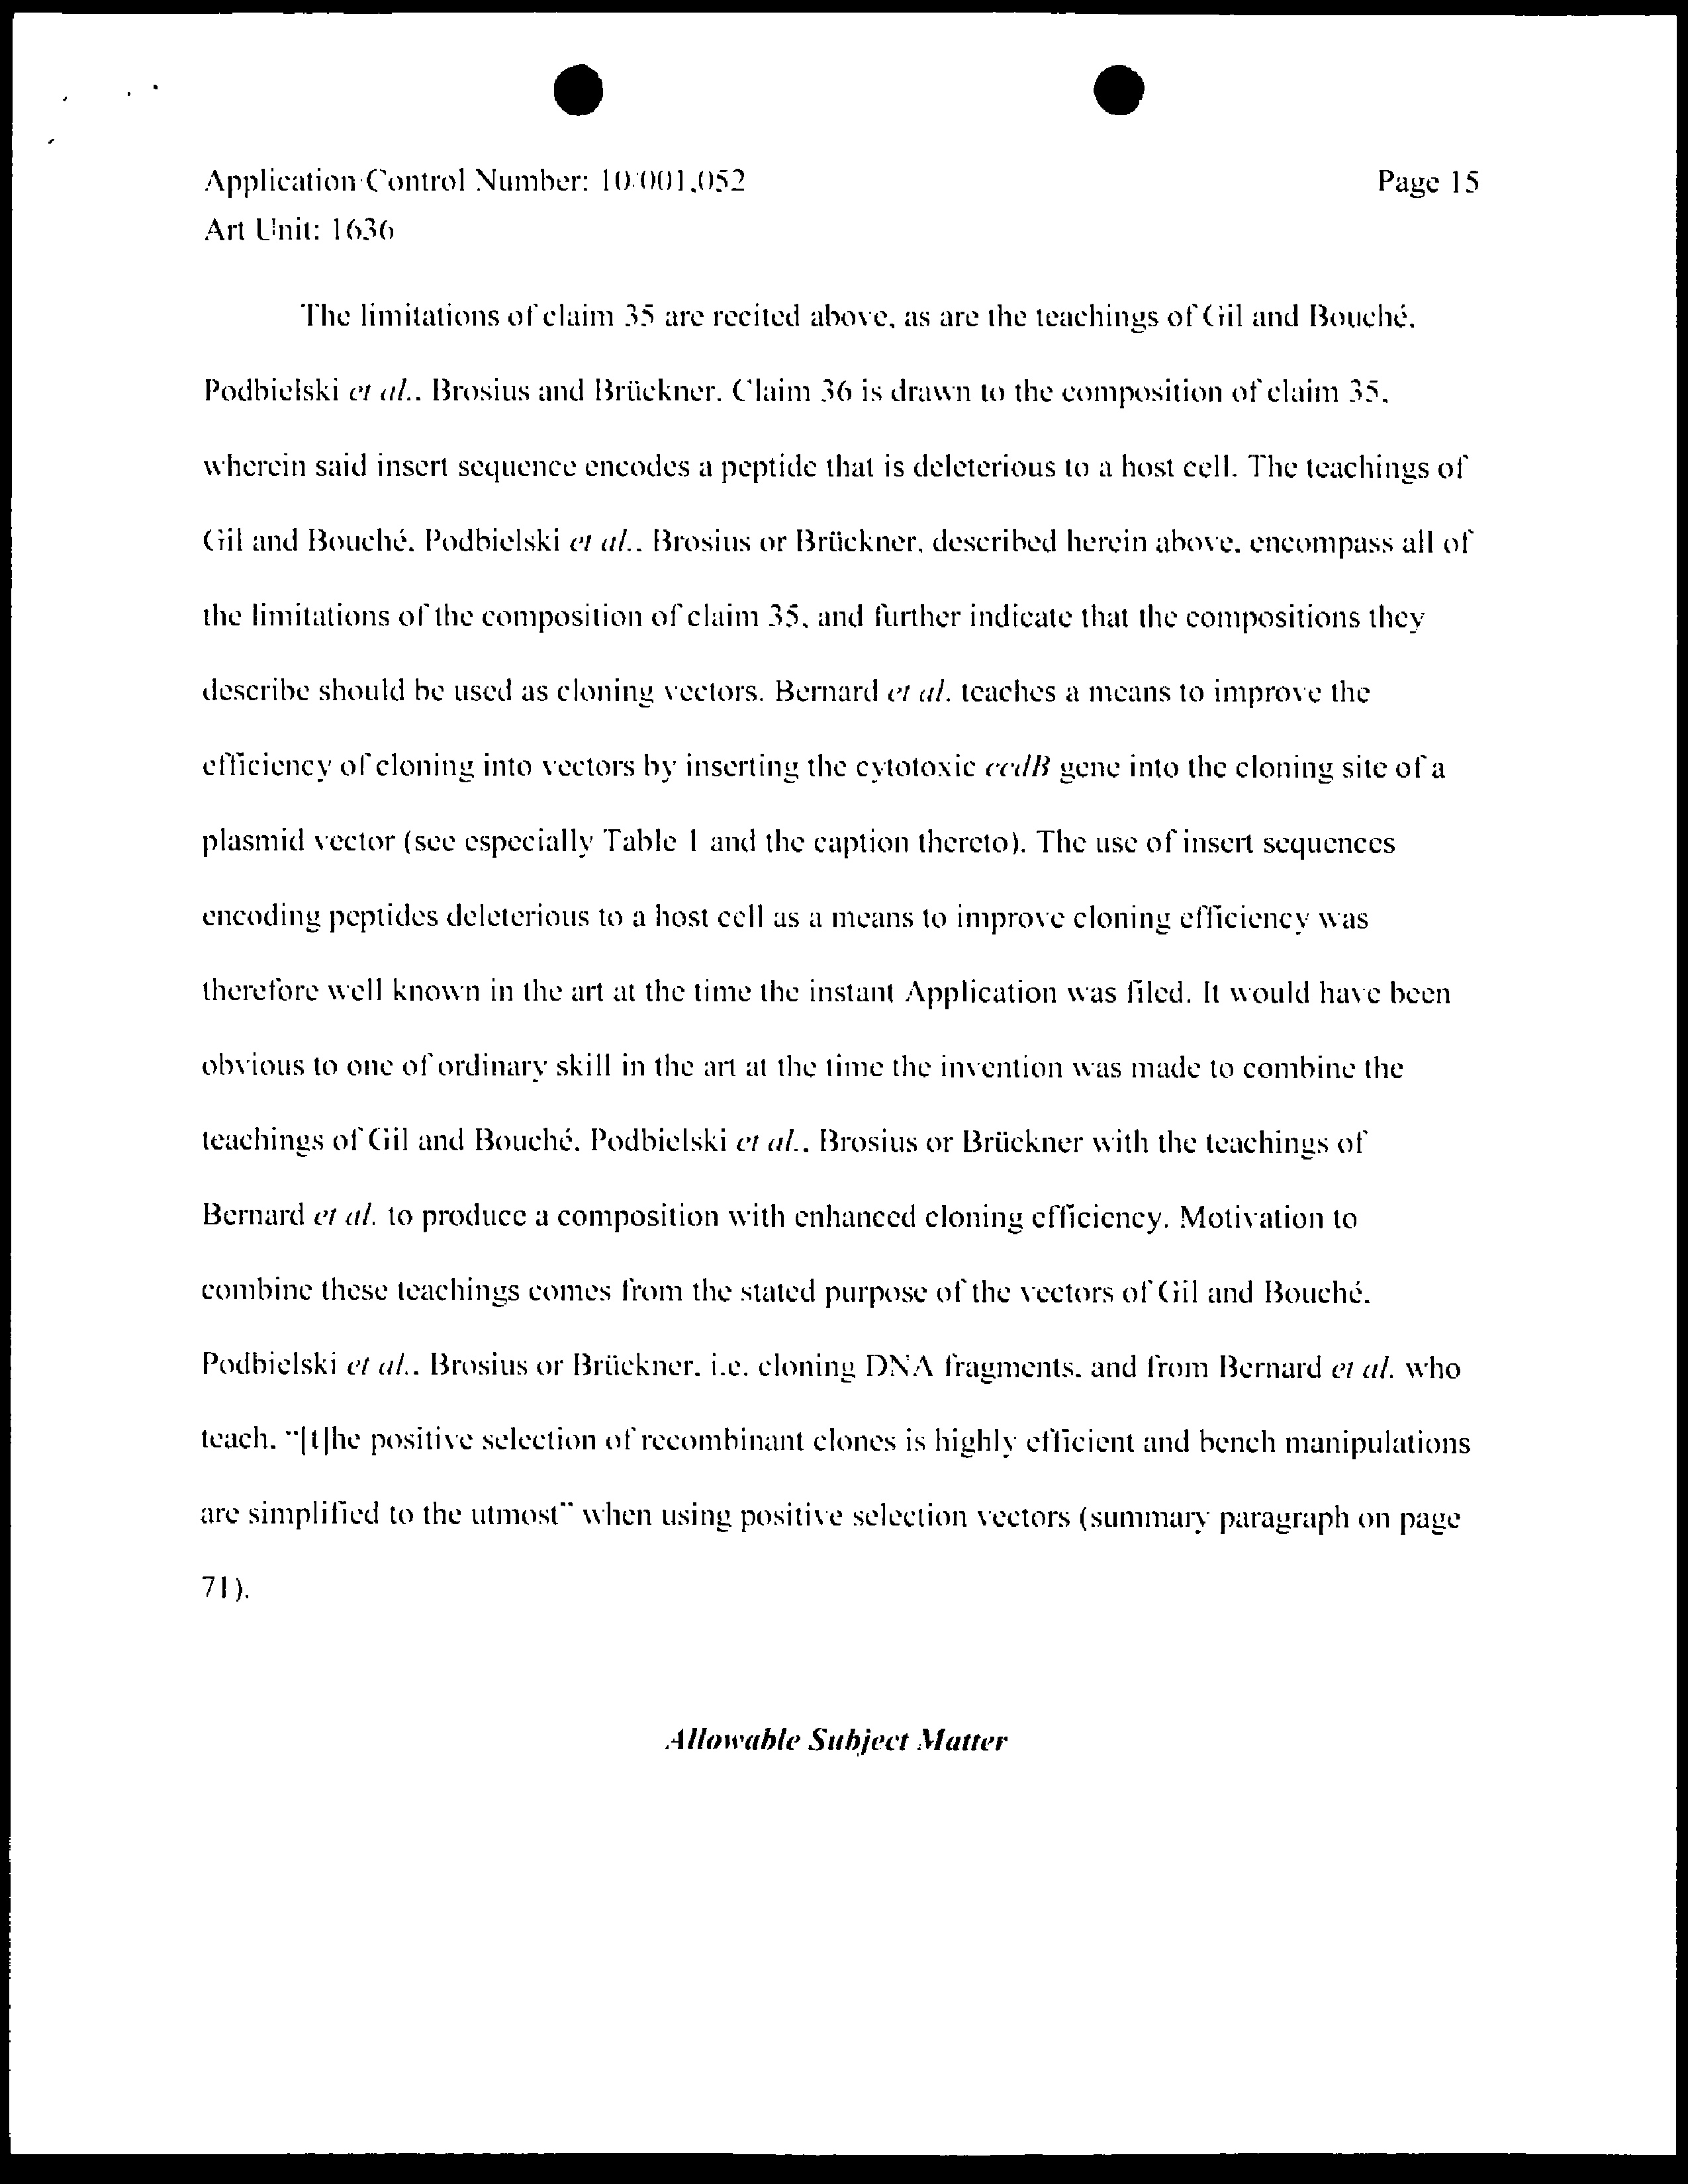 Application/Control Number: 10/001,052 Page 15
Art Unit: 1636
The limitations of claim 35 are recited above, as are the teachings of Gil and Bouché,
Podbielski et al., Brosius and Brückner. Claim 36 is drawn to the composition of claim 35,
wherein said insert sequence encodes a peptide that is deleterious to a host cell. The teachings of
Gil and Bouché, Podbielski et al., Brosius or Brückner, described herein above, encompass all of
the limitations of the composition of claim 35, and further indicate that the compositions they
describe should be used as cloning vectors. Bernard et al. teaches a means to improve the
efficiency of cloning into vectors by inserting the cytotoxic ccdB gene into the cloning site of a
plasmid vector (see especially Table 1 and the caption thereto). The use of insert sequences
encoding peptides deleterious to a host cell as a means to improve cloning efficiency was
therefore well known in the art at the time the instant Application was filed. It would have been
obvious to one of ordinary skill in the art at the time the invention was made to combine the
teachings of Gil and Bouché, Podbielski et al., Brosius or Brückner with the teachings of
Bernard et al. to produce a composition with enhanced cloning efficiency. Motivation to
combine these teachings comes from the stated purpose of the vectors of Gil and Bouché,
Podbielski et al., Brosius or Brückner, i.e. cloning DNA fragments, and from Bernard et al. who
teach, "[t]he positive selection of recombinant clones is highly efficient and bench manipulations
are simplified to the utmost" when using positive selection vectors (summary paragraph on page
71).
Allowable Subject Matter